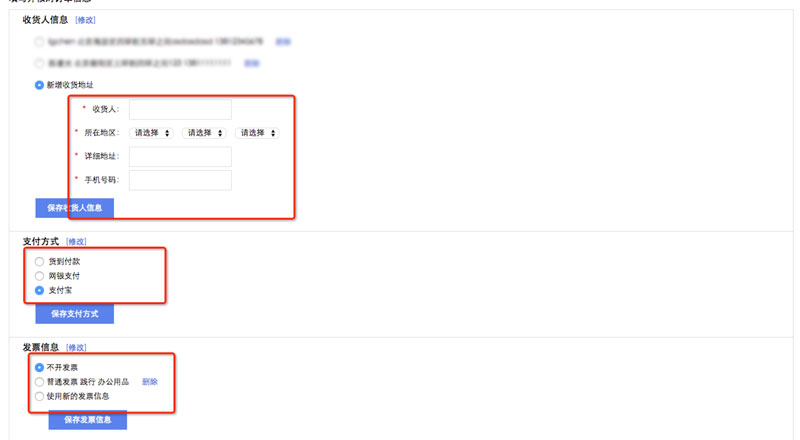 收货人信息 [修改]
新增收货地址
* 收货人:
* 所在地区: 请选择 请选择 请选择
* 详细地址:
* 手机号码:
保存收货人信息
支付方式 [修改]
货到付款
网银支付
支付宝
保存支付方式
发票信息 [修改]
不开发票
普通发票 践行 办公用品 删除
使用新的发票信息
保存发票信息